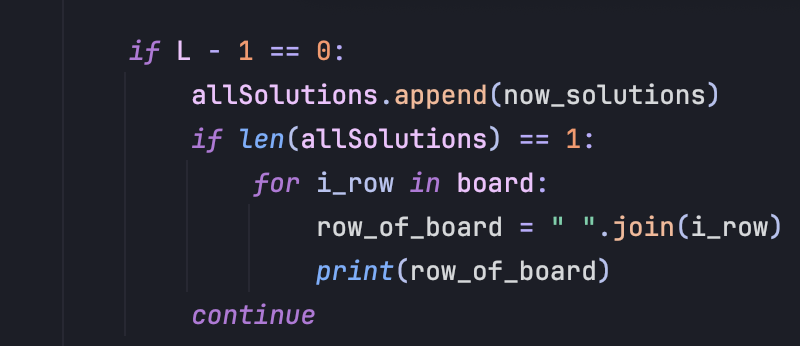 if L - 1 == 0:
    allSolutions.append(now_solutions)
    if len(allSolutions) == 1:
        for i_row in board:
            row_of_board = " ".join(i_row)
            print(row_of_board)
    continue